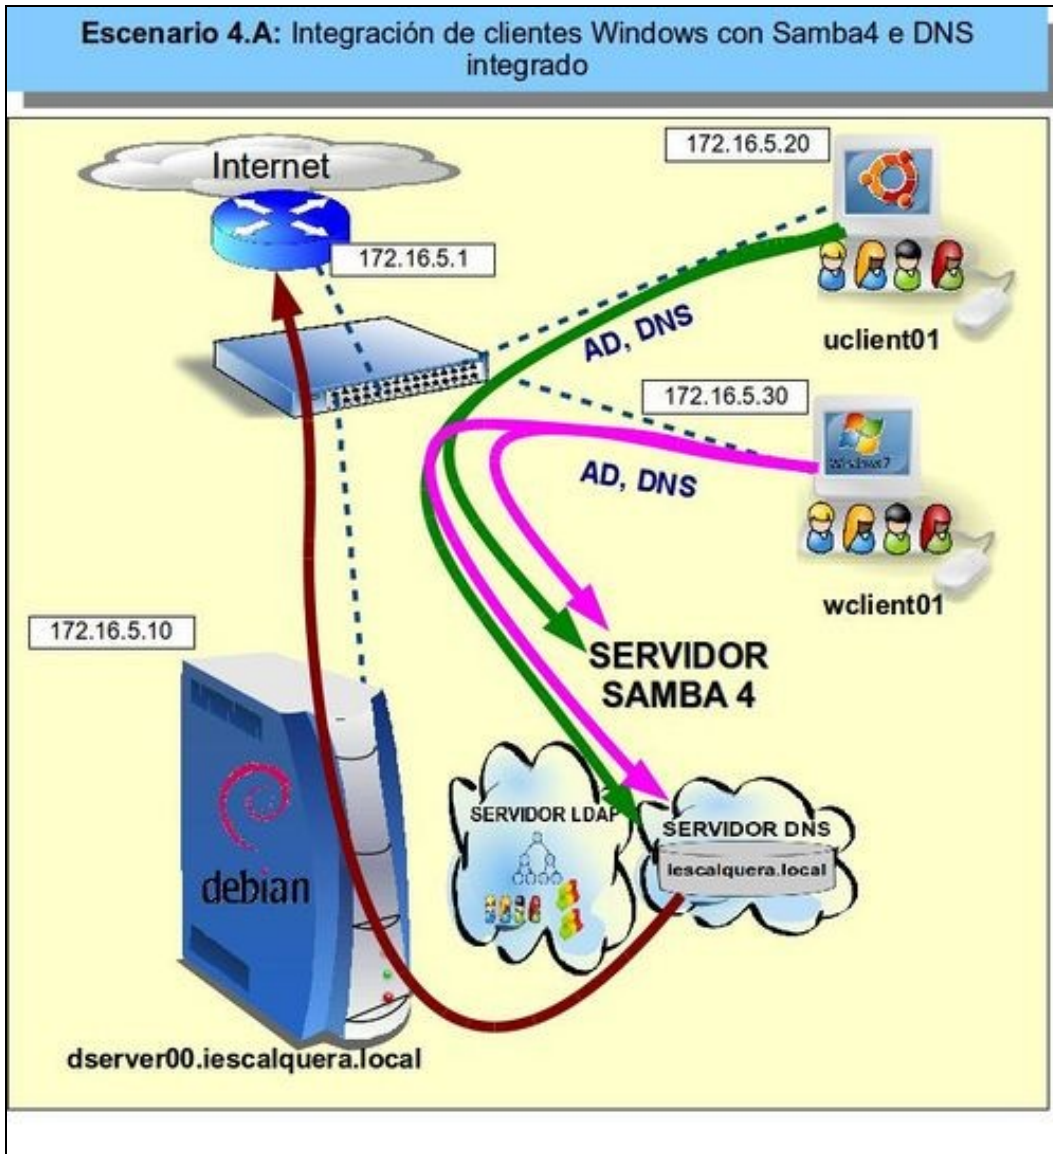 Escenario 4.A: Integración de clientes Windows con Samba4 e DNS
integrado
Internet
172.16.5.20
172.16.5.1
AD, DNS
uclient01
172.16.5.30
Windows7
AD, DNS
wclient01
172.16.5.10
SERVIDOR
SAMBA 4
SERVIDOR LDAP
SERVIDOR DNS
iescalquera.local
debian
dserver00.iescalquera.local